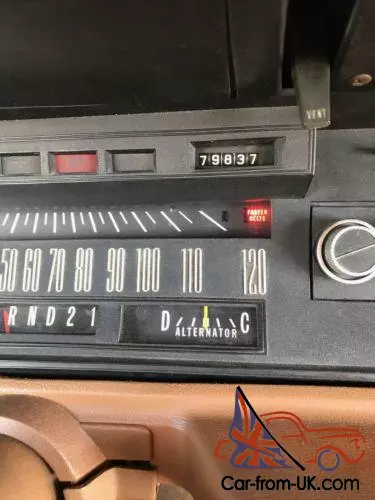 VENT
79837
FASTEN
BELTS
50 60 70 80 90 100 110 120
R N D 2 1
D C
ALTERNATOR
Car-from-UK.com